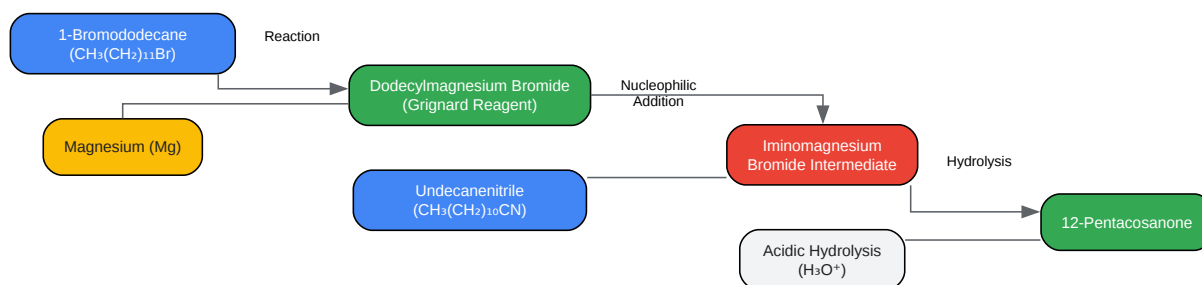 1-Bromododecane
(CH₃(CH₂)₁₁Br)
Reaction
Magnesium (Mg)
Dodecylmagnesium Bromide
(Grignard Reagent)
Nucleophilic
Addition
Undecanenitrile
(CH₃(CH₂)₁₀CN)
Iminomagnesium
Bromide Intermediate
Hydrolysis
Acidic Hydrolysis
(H₃O⁺)
12-Pentacosanone